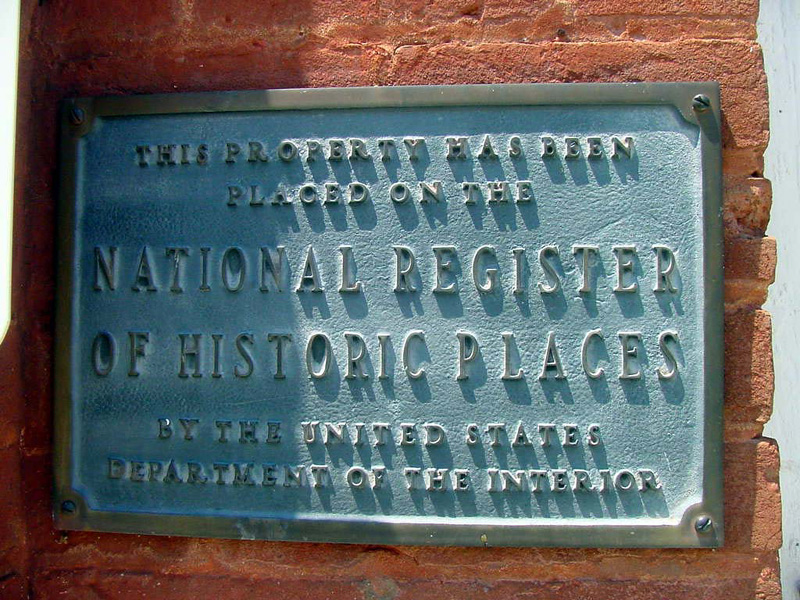 THIS PROPERTY HAS BEEN
PLACED ON THE
NATIONAL REGISTER
OF HISTORIC PLACES
BY THE UNITED STATES
DEPARTMENT OF THE INTERIOR